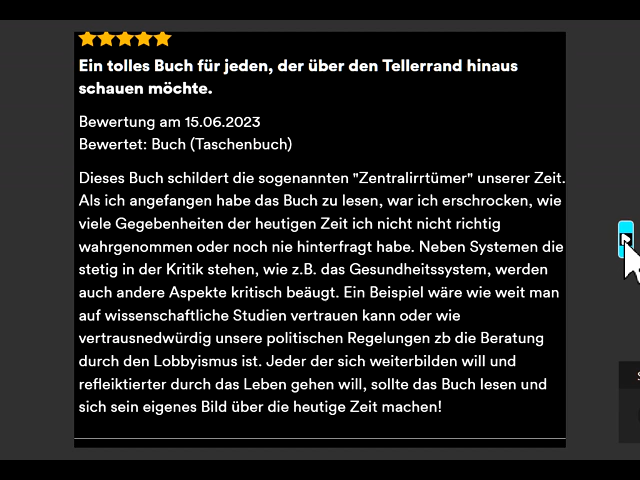 Ein tolles Buch für jeden, der über den Tellerrand hinaus
schauen möchte.
Bewertung am 15.06.2023
Bewertet: Buch (Taschenbuch)
Dieses Buch schildert die sogenannten "Zentralirrtümer" unserer Zeit.
Als ich angefangen habe das Buch zu lesen, war ich erschrocken, wie
viele Gegebenheiten der heutigen Zeit ich nicht nicht richtig
wahrgenommen oder noch nie hinterfragt habe. Neben Systemen die
stetig in der Kritik stehen, wie z.B. das Gesundheitssystem, werden
auch andere Aspekte kritisch beäugt. Ein Beispiel wäre wie weit man
auf wissenschaftliche Studien vertrauen kann oder wie
vertrausnedwürdig unsere politischen Regelungen zb die Beratung
durch den Lobbyismus ist. Jeder der sich weiterbilden will und
refleiktierter durch das Leben gehen will, sollte das Buch lesen und
sich sein eigenes Bild über die heutige Zeit machen!